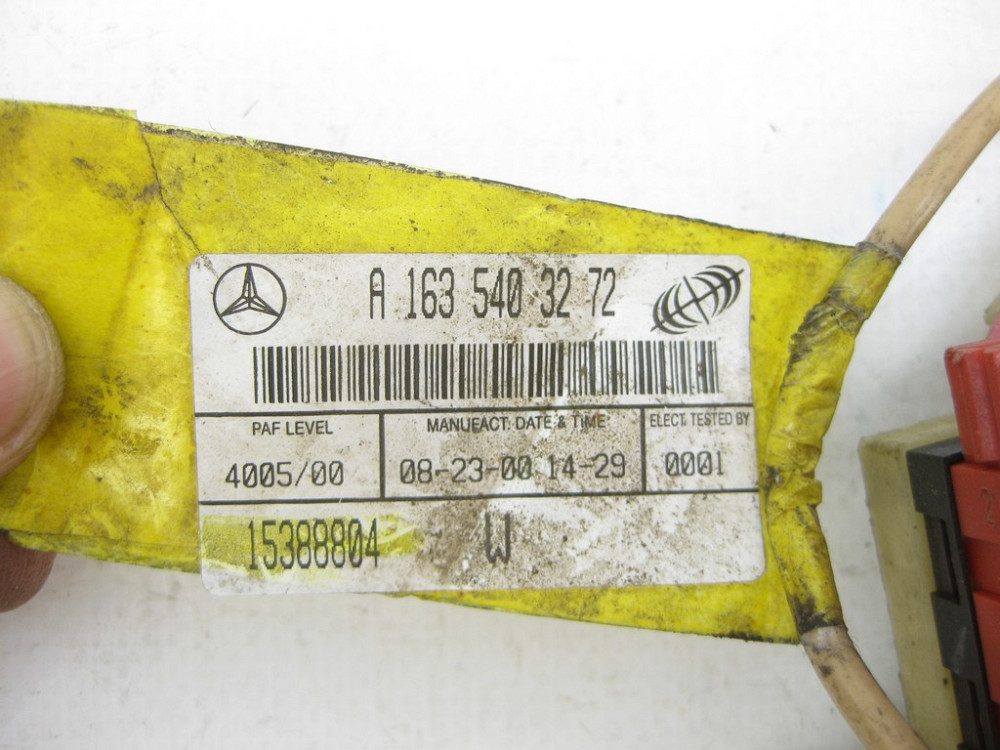 A 163 540 32 72
PAF LEVEL
MANUFACT. DATE & TIME
ELECT. TESTED BY
4005/00
08-23-00 14-29
0001
15388804 W